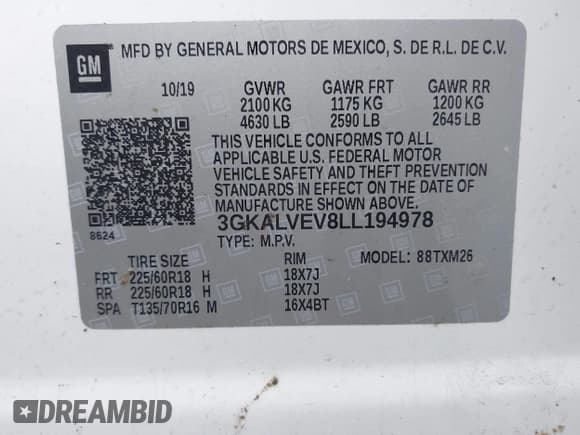 GM
MFD BY GENERAL MOTORS DE MEXICO, S. DE R.L. DE C.V.
10/19 GVWR GAWR FRT GAWR RR
2100 KG 1175 KG 1200 KG
4630 LB 2590 LB 2645 LB
THIS VEHICLE CONFORMS TO ALL
APPLICABLE U.S. FEDERAL MOTOR
VEHICLE SAFETY AND THEFT PREVENTION
STANDARDS IN EFFECT ON THE DATE OF
MANUFACTURE SHOWN ABOVE.
8624 3GKALVEV8LL194978
TYPE: M.P.V. MODEL: 88TXM26
TIRE SIZE RIM
FRT 225/60R18 H 18X7J
RR 225/60R18 H 18X7J
SPA T135/70R16 M 16X4BT
DREAMBID